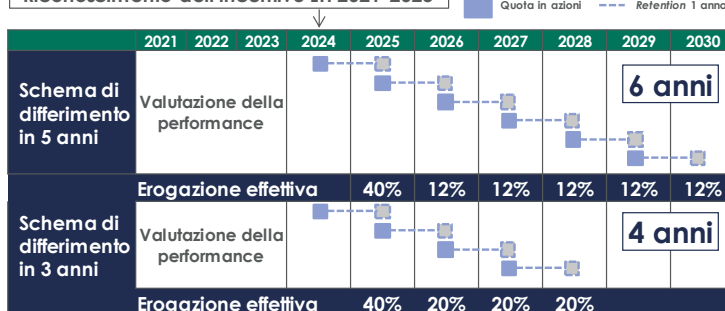 Riconoscimento dell'incentivo LTI 2021-2023
Quota in azioni
Retention 1 anno
2021 2022 2023 2024 2025 2026 2027 2028 2029 2030
Schema di
differimento
in 5 anni
Valutazione della
performance
6 anni
Erogazione effettiva 40% 12% 12% 12% 12% 12%
Schema di
differimento
in 3 anni
Valutazione della
performance
4 anni
Erogazione effettiva 40% 20% 20% 20%